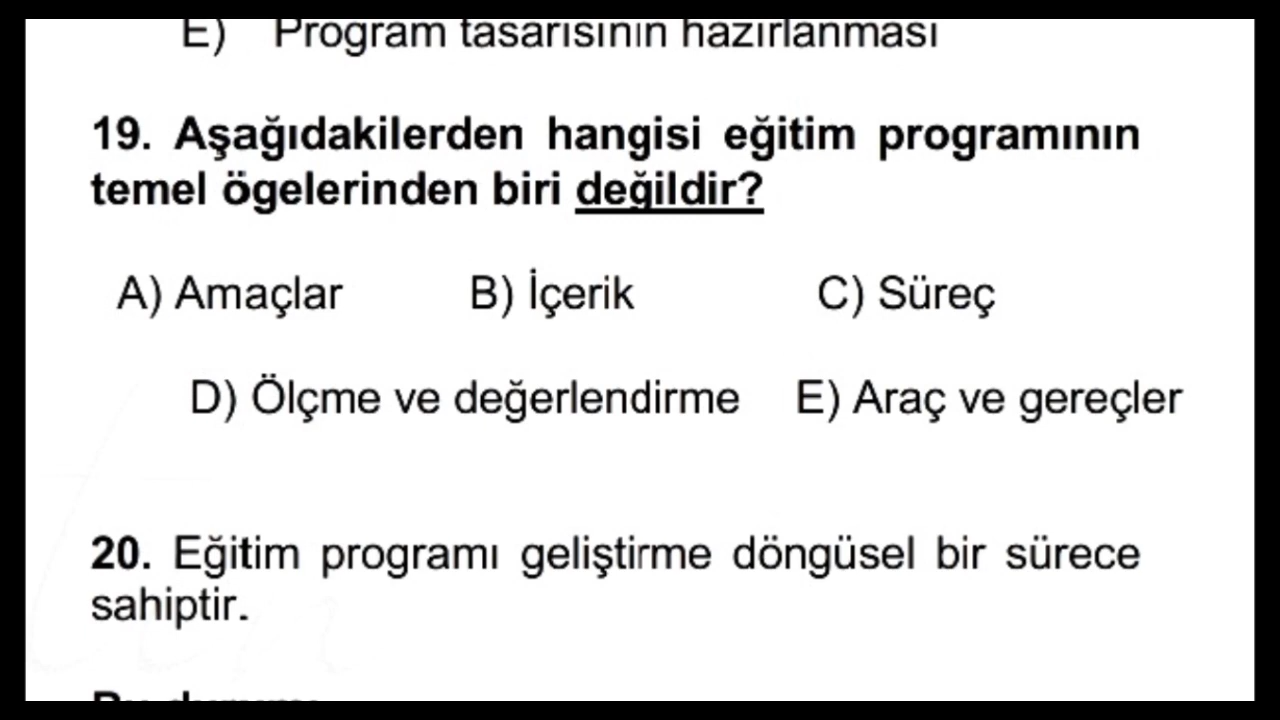 E) Program tasarısının hazırlanması
19. Aşağıdakilerden hangisi eğitim programının
temel ögelerinden biri değildir?
A) Amaçlar B) İçerik C) Süreç
D) Ölçme ve değerlendirme E) Araç ve gereçler
20. Eğitim programı geliştirme döngüsel bir sürece
sahiptir.